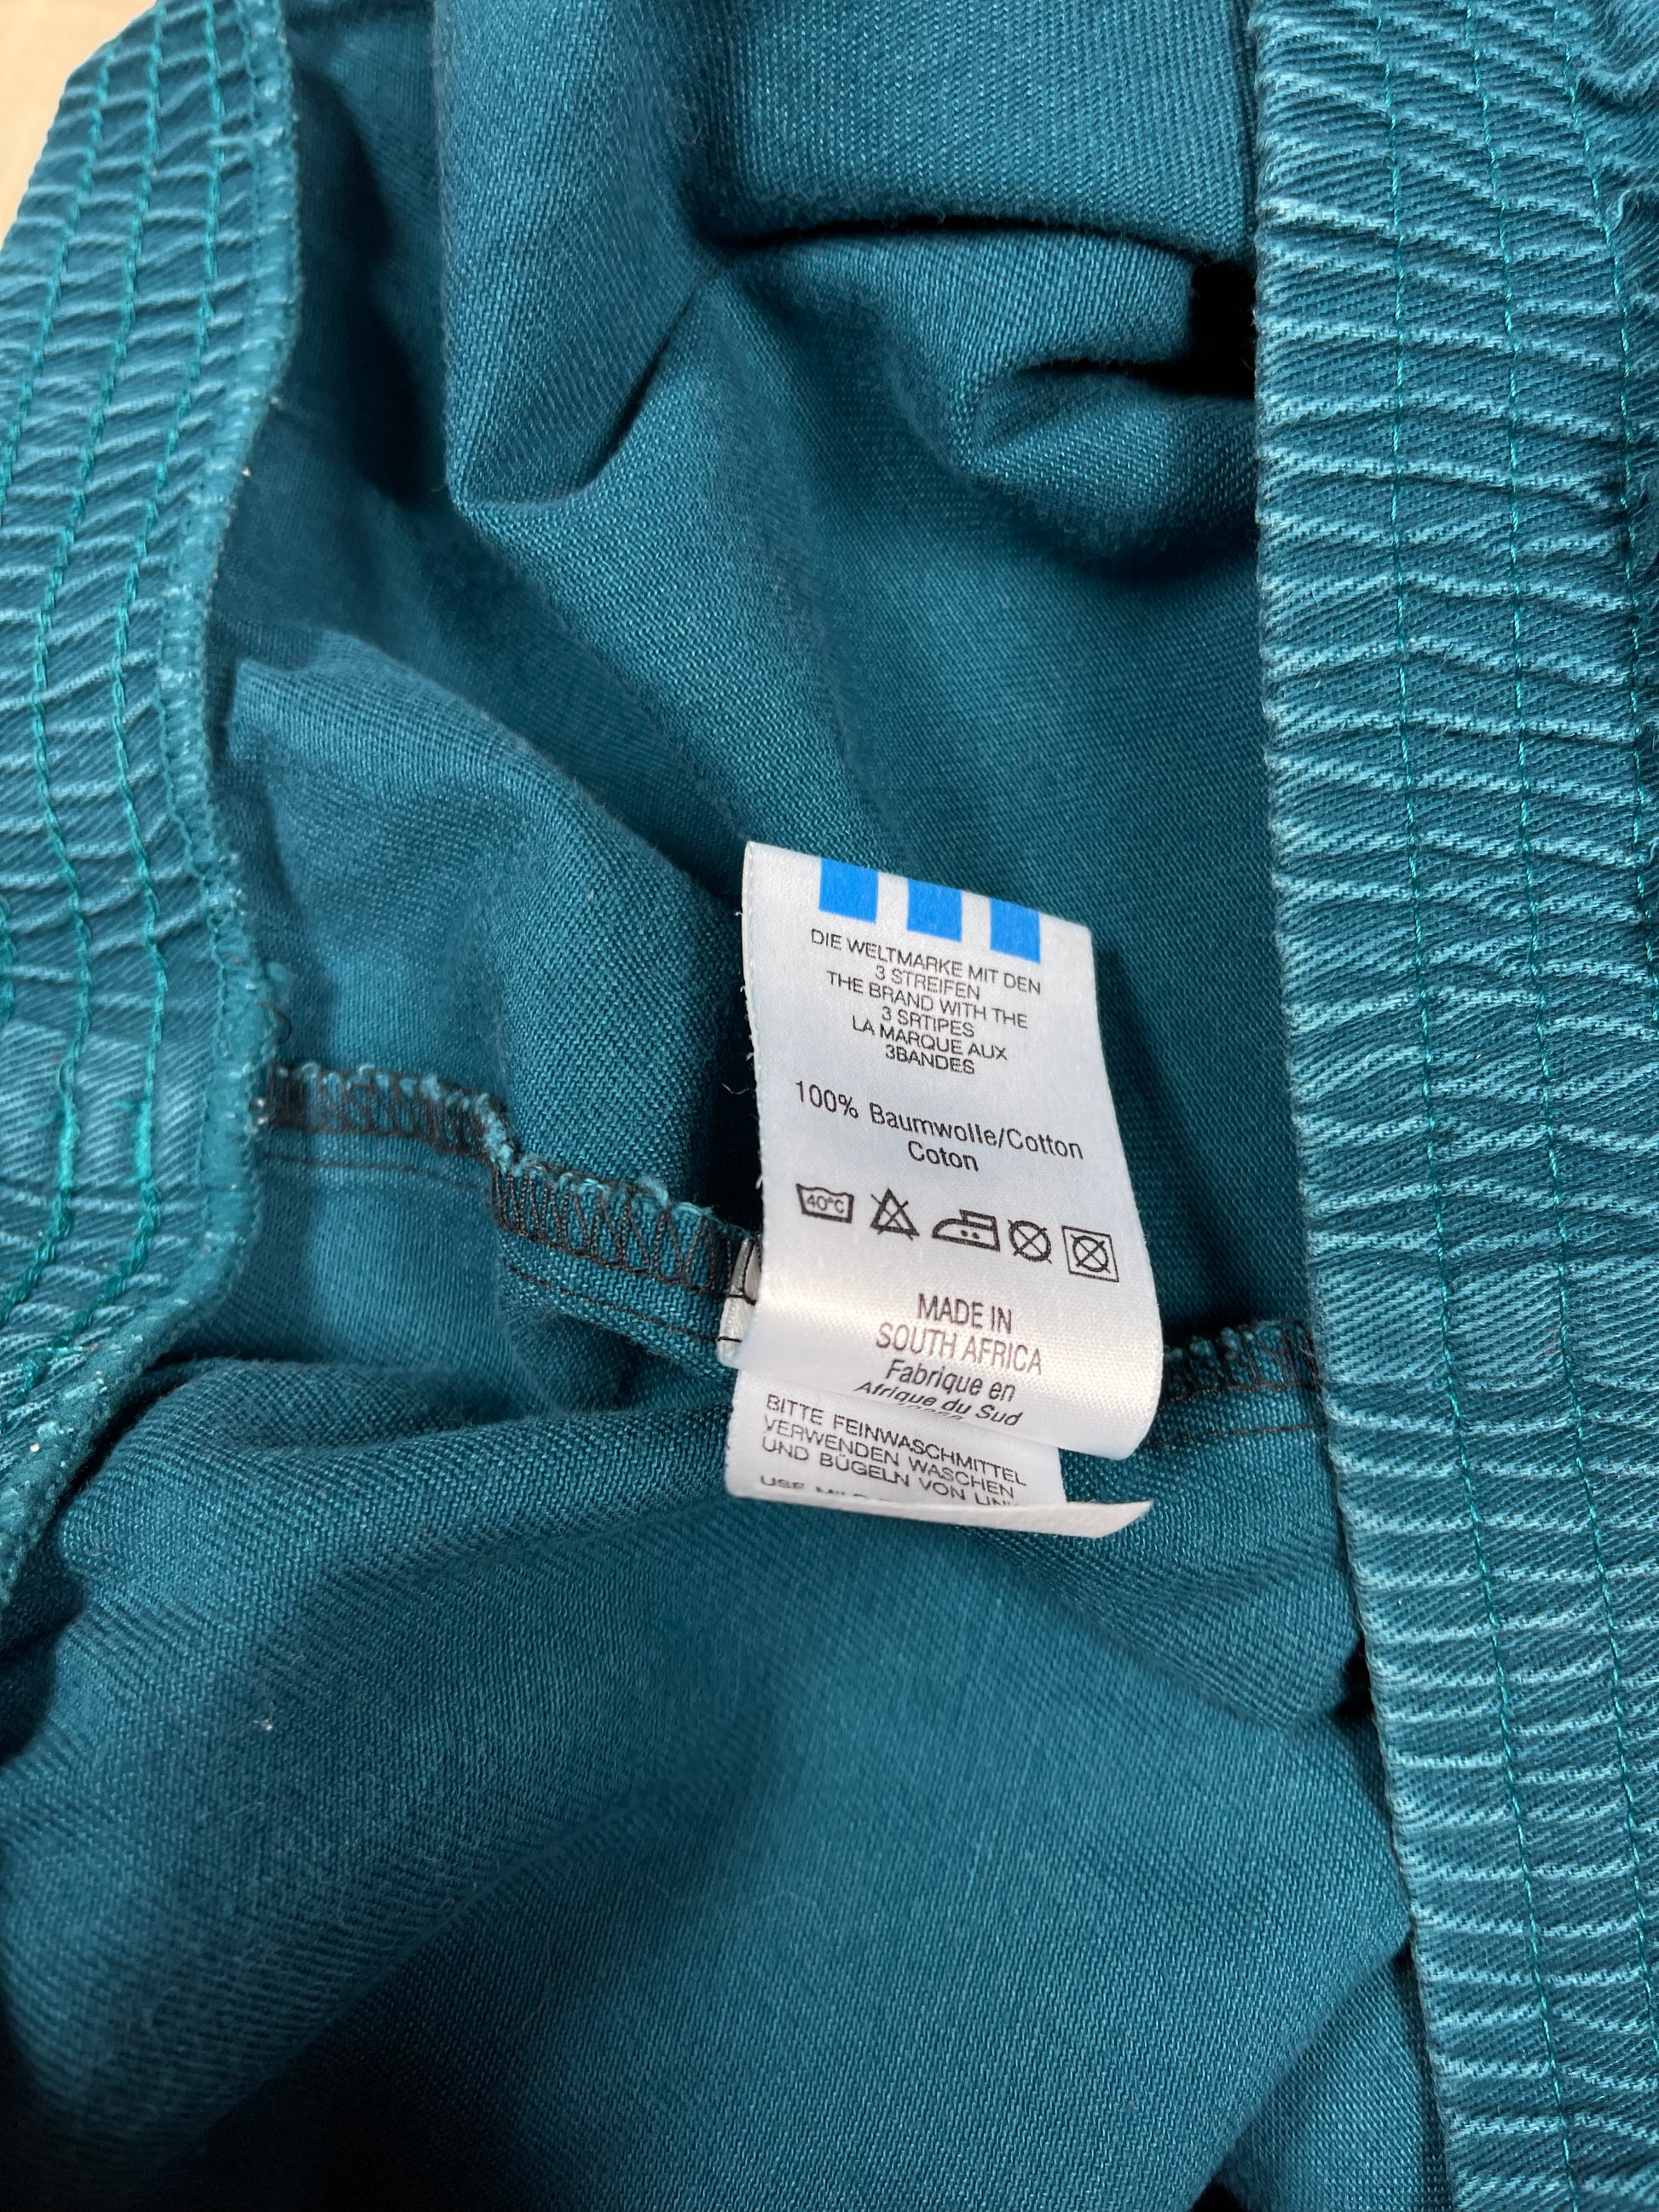 DIE WELTMARKE MIT DEN
3 STREIFEN
THE BRAND WITH THE
3 SRTIPES
LA MARQUE AUX
3BANDES
100% Baumwolle/Cotton
Coton
40°C
MADE IN
SOUTH AFRICA
Fabrique en
Afrique du Sud
BITTE FEINWASCHMITTEL
VERWENDEN WASCHEN
UND BÜGELN VON
USE